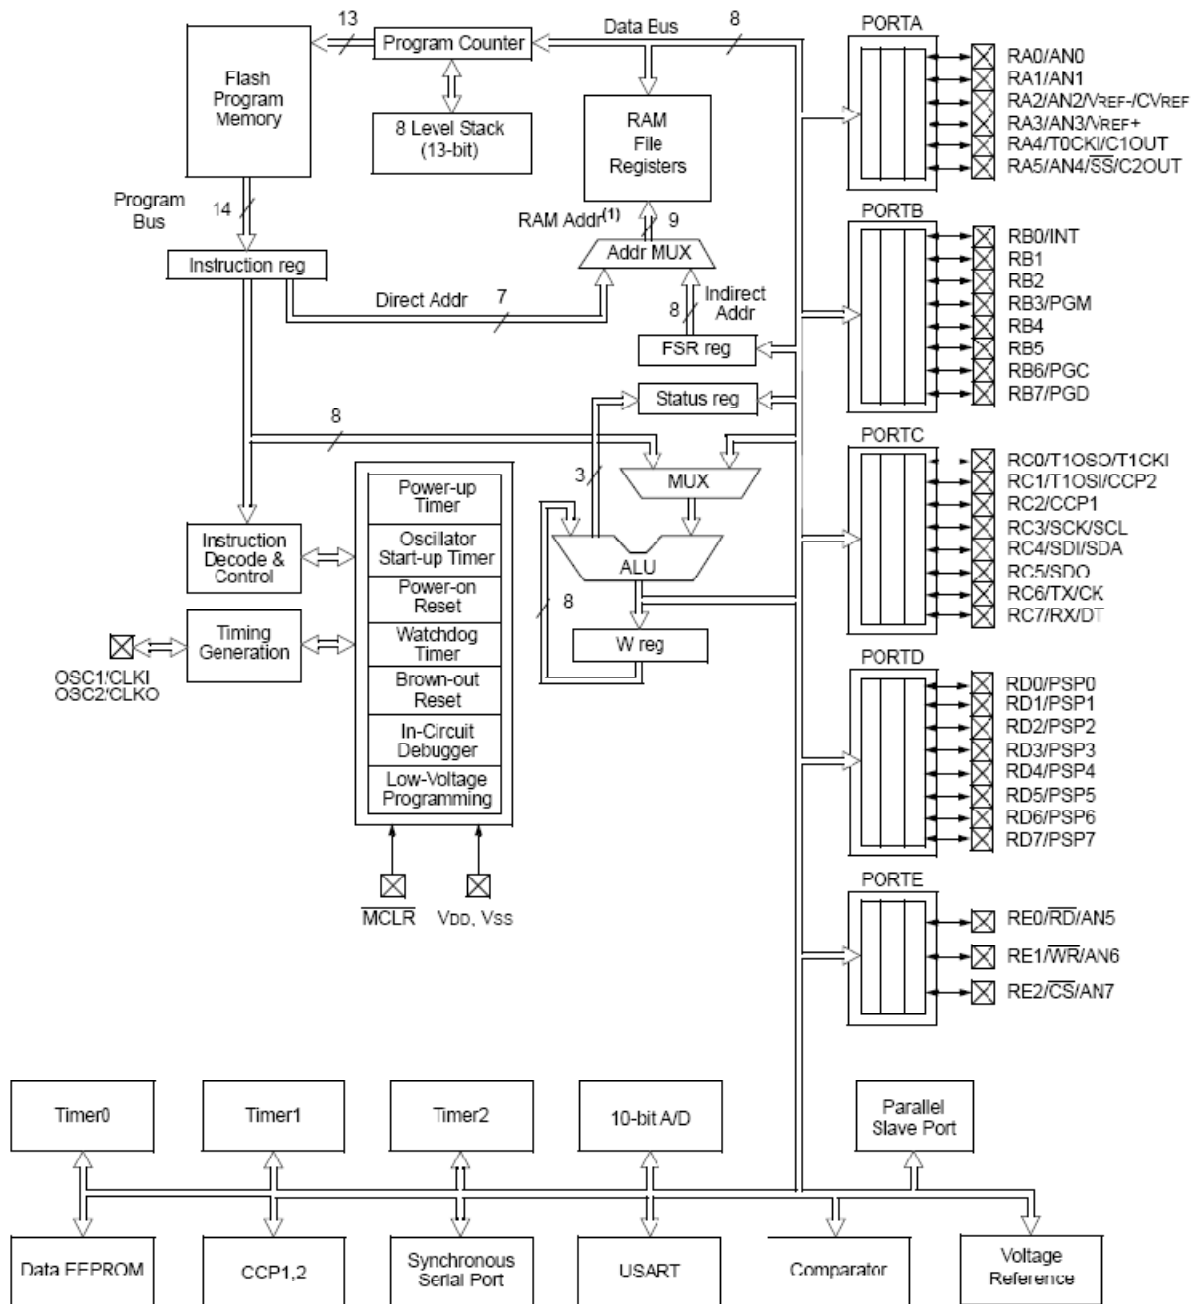 13
Program Counter
Data Bus
8
Flash
Program
Memory
8 Level Stack
(13-bit)
RAM
File
Registers
Program
Bus
14
RAM Addr(1)
9
Instruction reg
Addr MUX
Direct Addr
7
8
Indirect
Addr
FSR reg
Status reg
8
3
MUX
ALU
8
W reg
Power-up
Timer
Instruction
Decode &
Control
Oscillator
Start-up Timer
Power-on
Reset
Timing
Generation
Watchdog
Timer
OSC1/CLKI
OSC2/CLKO
Brown-out
Reset
In-Circuit
Debugger
Low-Voltage
Programming
MCLR
VDD, VSS
PORTA
RA0/AN0
RA1/AN1
RA2/AN2/VREF-/CVREF
RA3/AN3/VREF+
RA4/T0CKI/C1OUT
RA5/AN4/SS/C2OUT
PORTB
RB0/INT
RB1
RB2
RB3/PGM
RB4
RB5
RB6/PGC
RB7/PGD
PORTC
RC0/T1OSO/T1CKI
RC1/T1OSI/CCP2
RC2/CCP1
RC3/SCK/SCL
RC4/SDI/SDA
RC5/SDO
RC6/TX/CK
RC7/RX/DT
PORTD
RD0/PSP0
RD1/PSP1
RD2/PSP2
RD3/PSP3
RD4/PSP4
RD5/PSP5
RD6/PSP6
RD7/PSP7
PORTE
RE0/RD/AN5
RE1/WR/AN6
RE2/CS/AN7
Timer0
Timer1
Timer2
10-bit A/D
Parallel
Slave Port
Data EEPROM
CCP1,2
Synchronous
Serial Port
USART
Comparator
Voltage
Reference